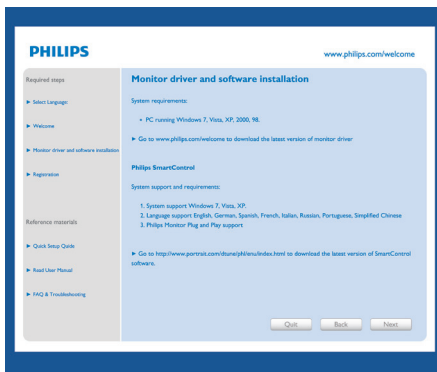 PHILIPS
www.philips.com/welcome
Required steps
► Select Language
► Welcome
► Monitor driver and software installation
► Registration
Reference materials
► Quick Setup Guide
► Read User Manual
► FAQ & Troubleshooting
Monitor driver and software installation
System requirements:
• PC running Windows 7, Vista, XP, 2000, 98,
► Go to www.philips.com/welcome to download the latest version of monitor driver
Philips SmartControl
System support and requirements:
1. System support Windows 7, Vista, XP.
2. Language support English, German, Spanish, French, Italian, Russian, Portuguese, Simplified Chinese
3. Philips Monitor Plug and Play support
► Go to http://www.portrait.com/dtune/phl/enu/index.html to download the latest version of SmartControl
software.
Quit
Back
Next